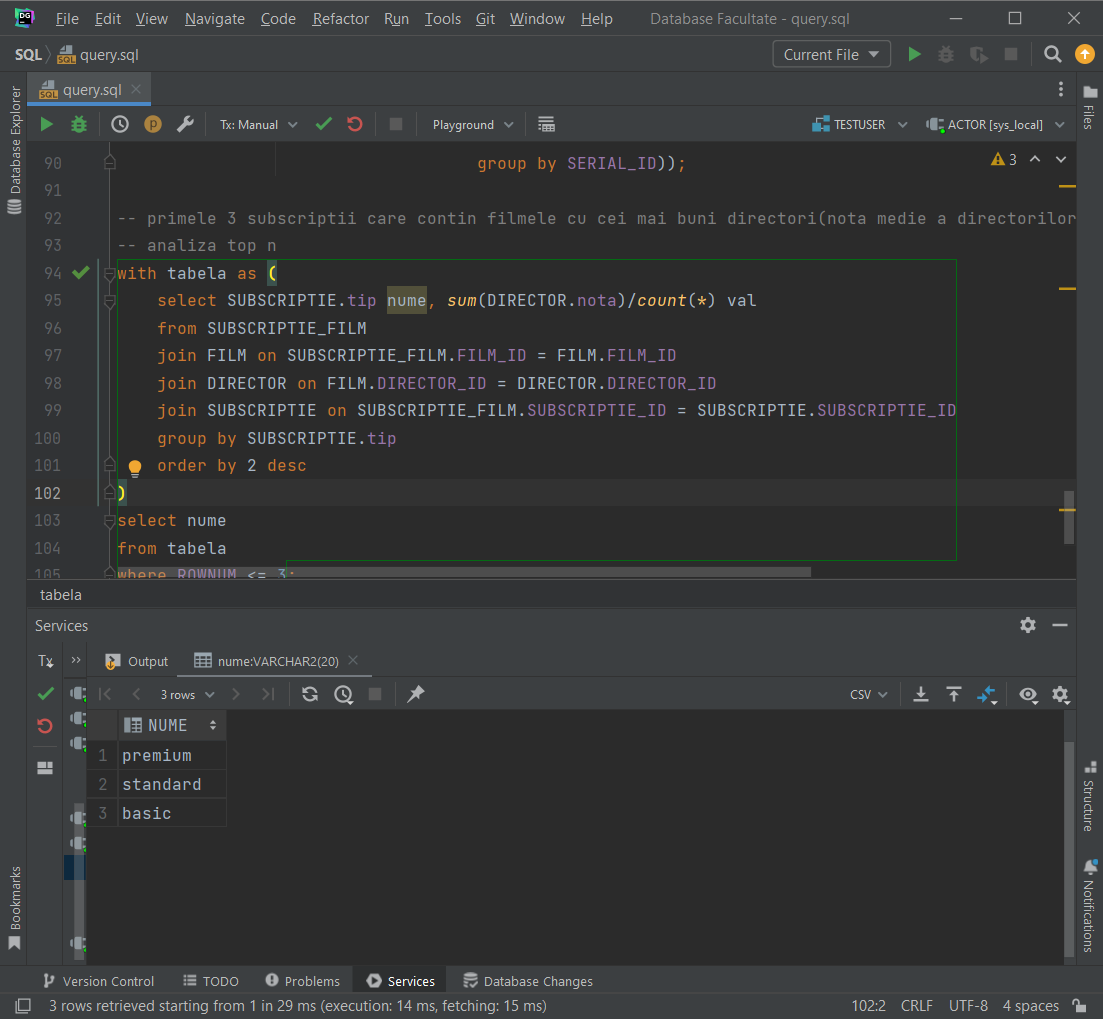 DG
File Edit View Navigate Code Refactor Run Tools Git Window Help Database Facultate - query.sql
SQL query.sql Current File
query.sql
Tx: Manual Playground TESTUSER ACTOR [sys_local]
Database Explorer
Files
90 group by SERIAL_ID)); 3
91
92 -- primele 3 subscriptii care contin filmele cu cei mai buni directori(nota medie a directorilor
93 -- analiza top n
94 with tabela as (
95 select SUBSCRIPTIE.tip nume, sum(DIRECTOR.nota)/count(*) val
96 from SUBSCRIPTIE_FILM
97 join FILM on SUBSCRIPTIE_FILM.FILM_ID = FILM.FILM_ID
98 join DIRECTOR on FILM.DIRECTOR_ID = DIRECTOR.DIRECTOR_ID
99 join SUBSCRIPTIE on SUBSCRIPTIE_FILM.SUBSCRIPTIE_ID = SUBSCRIPTIE.SUBSCRIPTIE_ID
100 group by SUBSCRIPTIE.tip
101 order by 2 desc
102 )
103 select nume
104 from tabela
105 where ROWNUM <= 3;
tabela
Services
Tx Output nume:VARCHAR2(20)
3 rows CSV
NUME
1 premium
2 standard
3 basic
Structure
Bookmarks
Notifications
Version Control TODO Problems Services Database Changes
3 rows retrieved starting from 1 in 29 ms (execution: 14 ms, fetching: 15 ms) 102:2 CRLF UTF-8 4 spaces